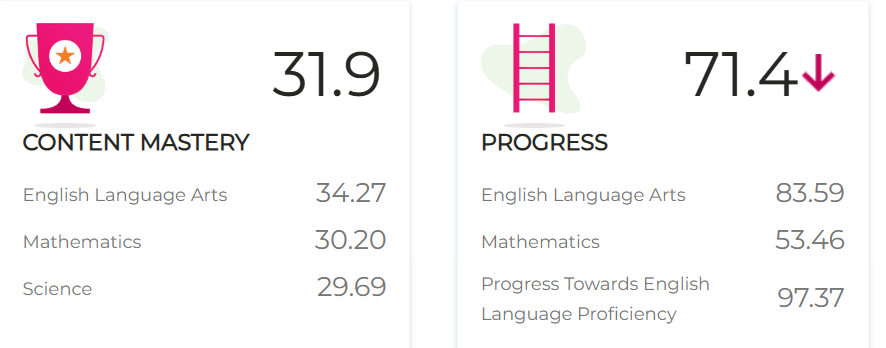 31.9
CONTENT MASTERY
English Language Arts 34.27
Mathematics 30.20
Science 29.69
71.4
PROGRESS
English Language Arts 83.59
Mathematics 53.46
Progress Towards English
Language Proficiency 97.37